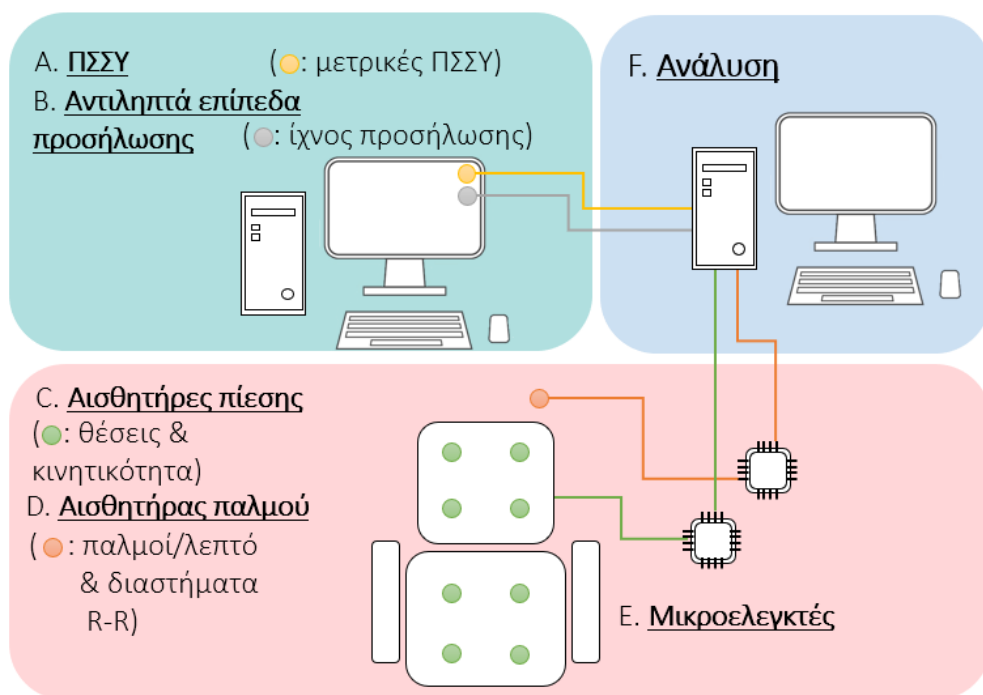 A. ΠΣΣΥ (: μετρικές ΠΣΣΥ)
B. Αντιληπτά επίπεδα
προσήλωσης (: ίχνος προσήλωσης)
F. Ανάλυση
C. Αισθητήρες πίεσης
(: θέσεις &
κινητικότητα)
D. Αισθητήρας παλμού
(: παλμοί/λεπτό
& διαστήματα
R-R)
E. Μικροελεγκτές